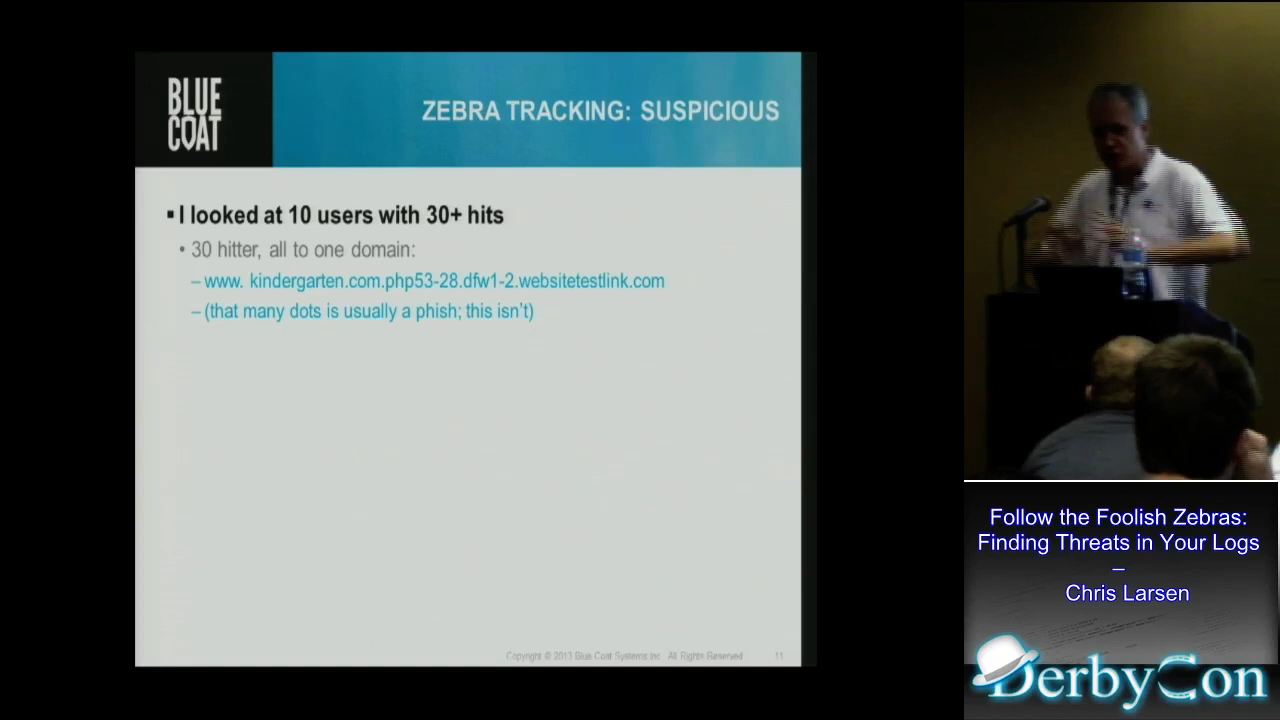 BLUE
COAT
ZEBRA TRACKING: SUSPICIOUS
▪ I looked at 10 users with 30+ hits
• 30 hitter, all to one domain:
– www. kindergarten.com.php53-28.dfw1-2.websitetestlink.com
– (that many dots is usually a phish; this isn't)
Copyright © 2013 Blue Coat Systems Inc. All Rights Reserved 11
Follow the Foolish Zebras:
Finding Threats in Your Logs
–
Chris Larsen
DerbyCon